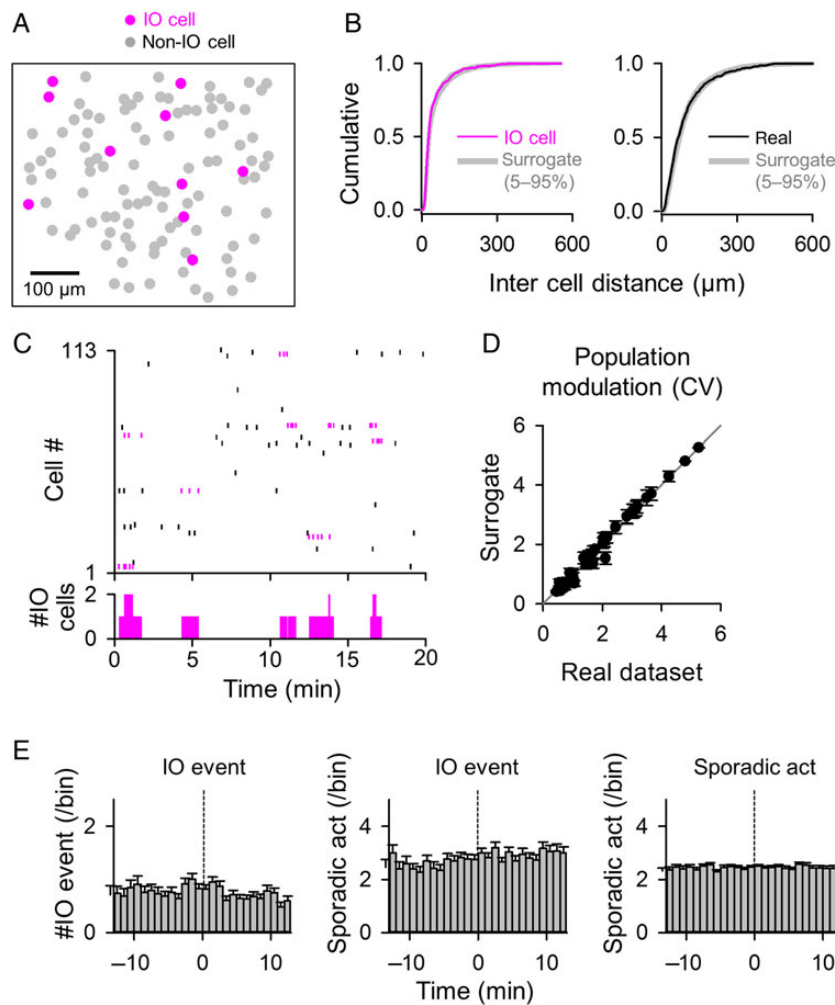 A
IO cell
Non-IO cell
100 µm
B
Cumulative
1.0
0.5
0.0
IO cell
Surrogate
(5–95%)
0 300 600
1.0
0.5
0.0
Real
Surrogate
(5–95%)
0 300 600
Inter cell distance (µm)
C
113
Cell #
1
2
#IO
cells
0
0 5 10 15 20
Time (min)
D
Population
modulation (CV)
6
4
2
0
Surrogate
0 2 4 6
Real dataset
E
IO event
#IO event (/bin)
2
0
–10 0 10
IO event
Sporadic act (/bin)
4
2
0
–10 0 10
Sporadic act
Sporadic act (/bin)
4
2
0
–10 0 10
Time (min)